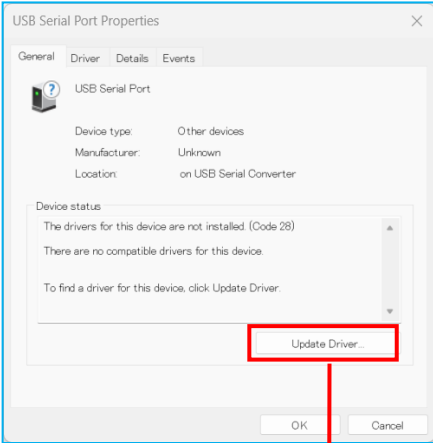 USB Serial Port Properties
General Driver Details Events
USB Serial Port
Device type: Other devices
Manufacturer: Unknown
Location: on USB Serial Converter
Device status
The drivers for this device are not installed. (Code 28)
There are no compatible drivers for this device.
To find a driver for this device, click Update Driver.
Update Driver...
OK Cancel